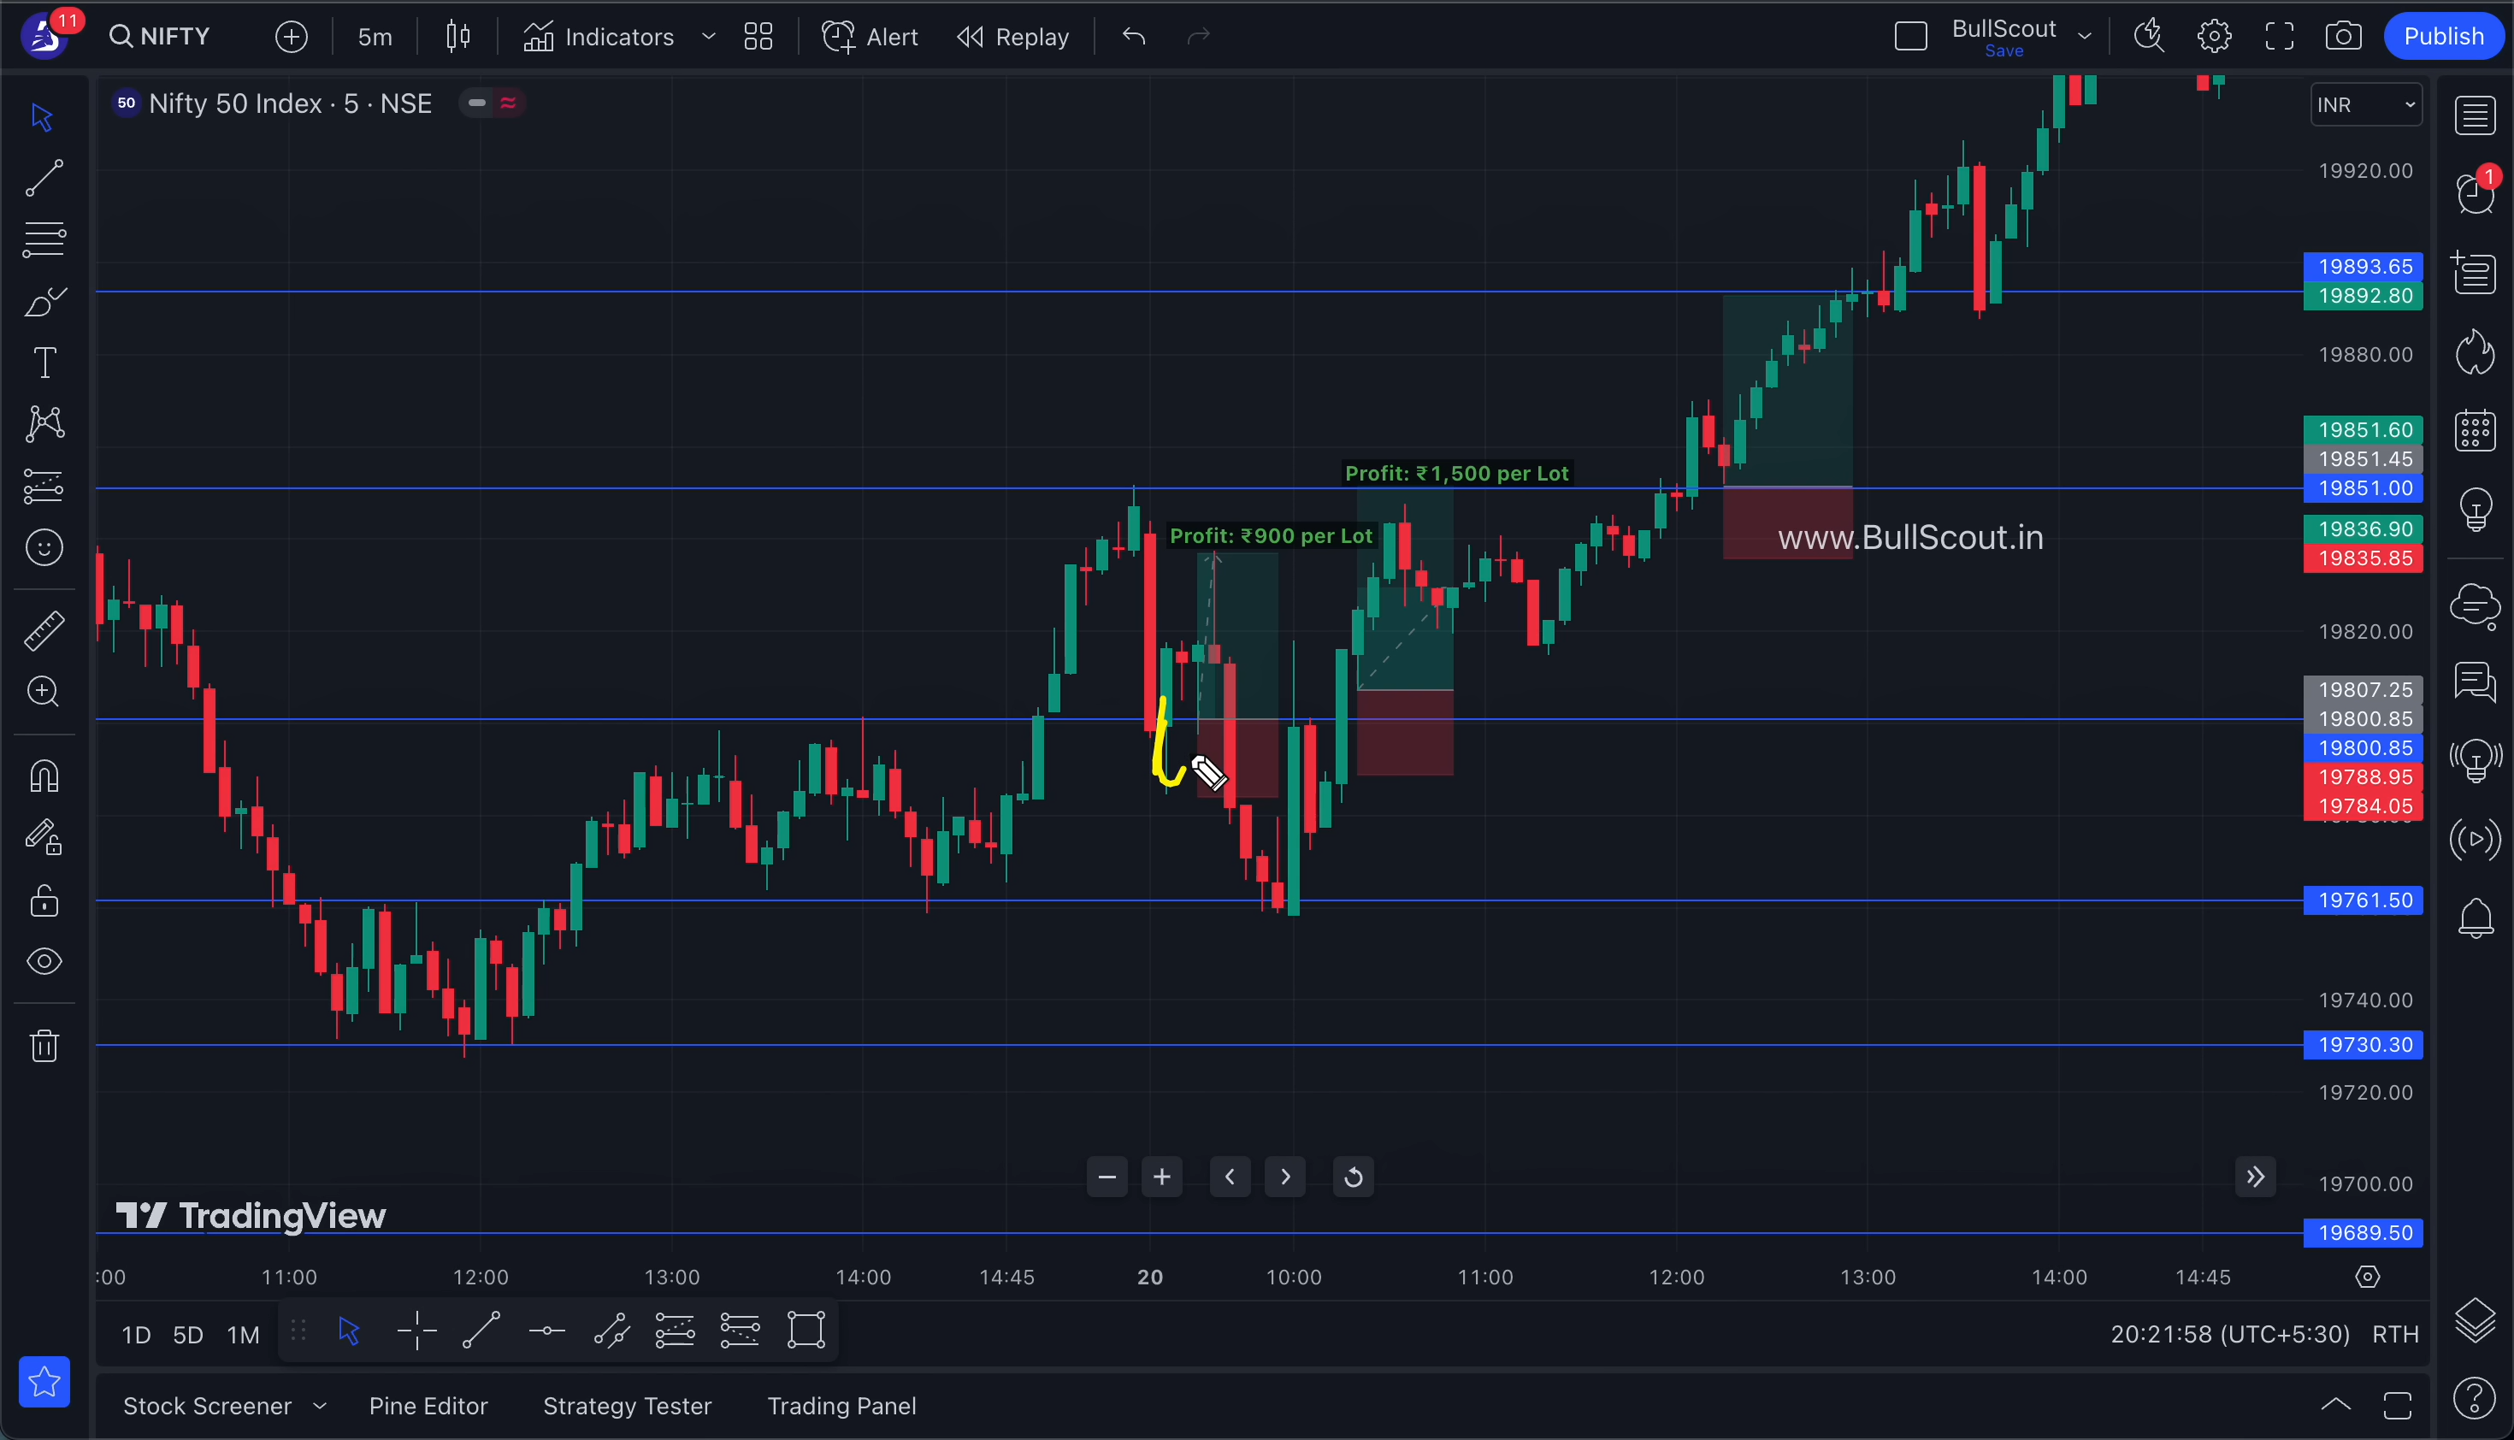 11
NIFTY
5m
Indicators
Alert
Replay
BullScout
Save
Publish
50
Nifty 50 Index · 5 · NSE
INR
1
19920.00
19893.65
19892.80
19880.00
19851.60
19851.45
19851.00
19836.90
19835.85
19820.00
19807.25
19800.85
19800.85
19788.95
19784.05
19761.50
19740.00
19730.30
19720.00
19700.00
19689.50
Profit: ₹1,500 per Lot
Profit: ₹900 per Lot
www.BullScout.in
TradingView
:00
11:00
12:00
13:00
14:00
14:45
20
10:00
11:00
12:00
13:00
14:00
14:45
1D
5D
1M
20:21:58 (UTC+5:30)
RTH
Stock Screener
Pine Editor
Strategy Tester
Trading Panel